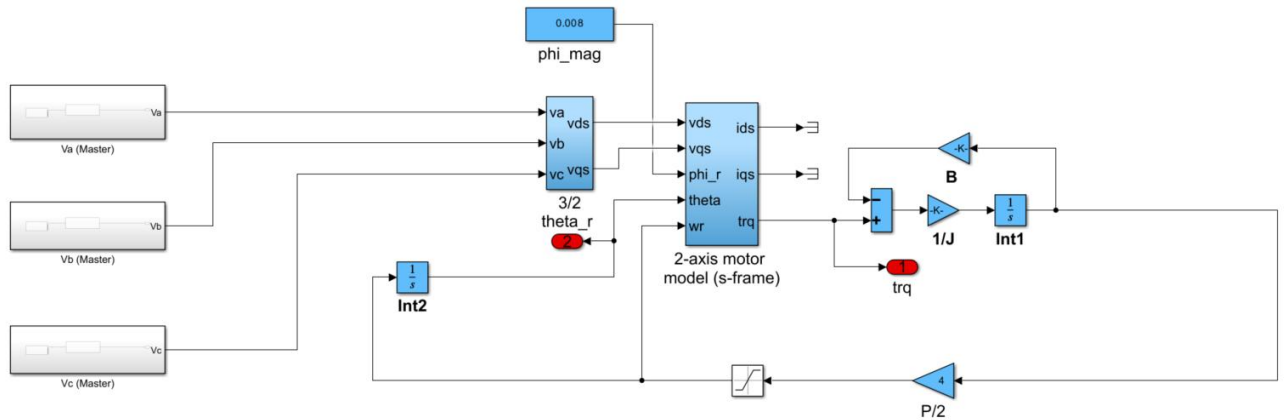 0.008
phi_mag
Va
Va (Master)
Vb
Vb (Master)
Vc
Vc (Master)
va
vb
vc
vds
vqs
3/2
theta_r
2
vds
vqs
phi_r
theta
wr
ids
iqs
trq
2-axis motor
model (s-frame)
1
s
Int2
-K-
B
−
+
-K-
1/J
1
s
Int1
1
trq
4
P/2